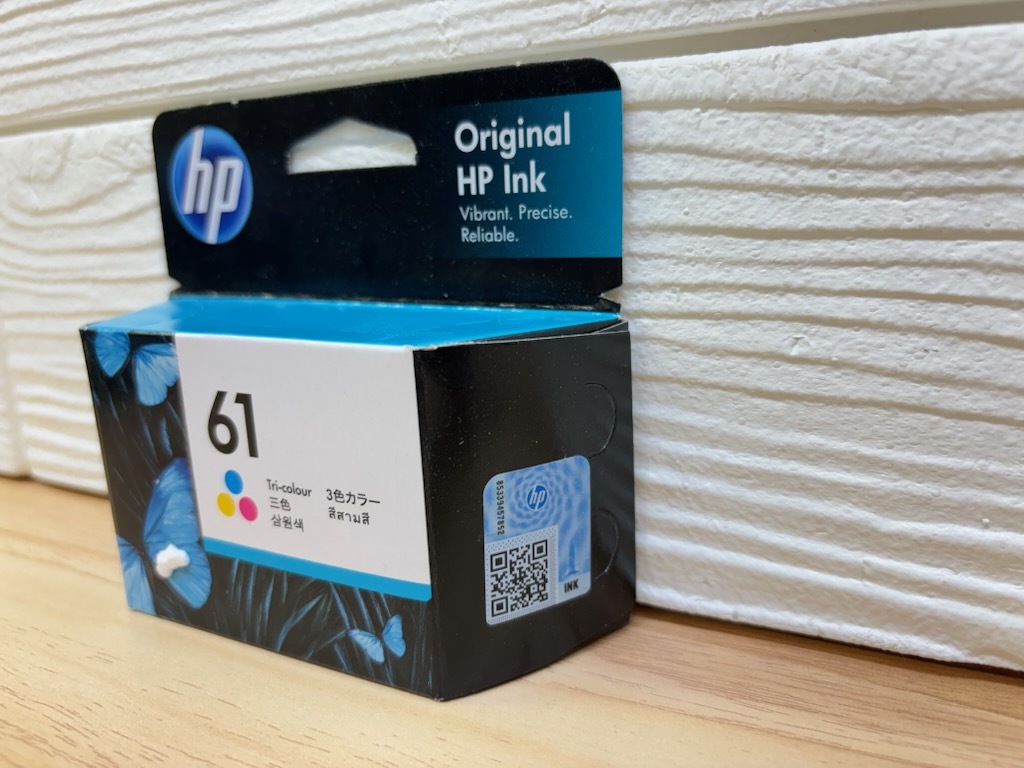 hp
Original
HP Ink
Vibrant. Precise.
Reliable.
61
Tri-colour
三色
삼원색
3色カラー
สีสามสี
85339457852
hp
INK